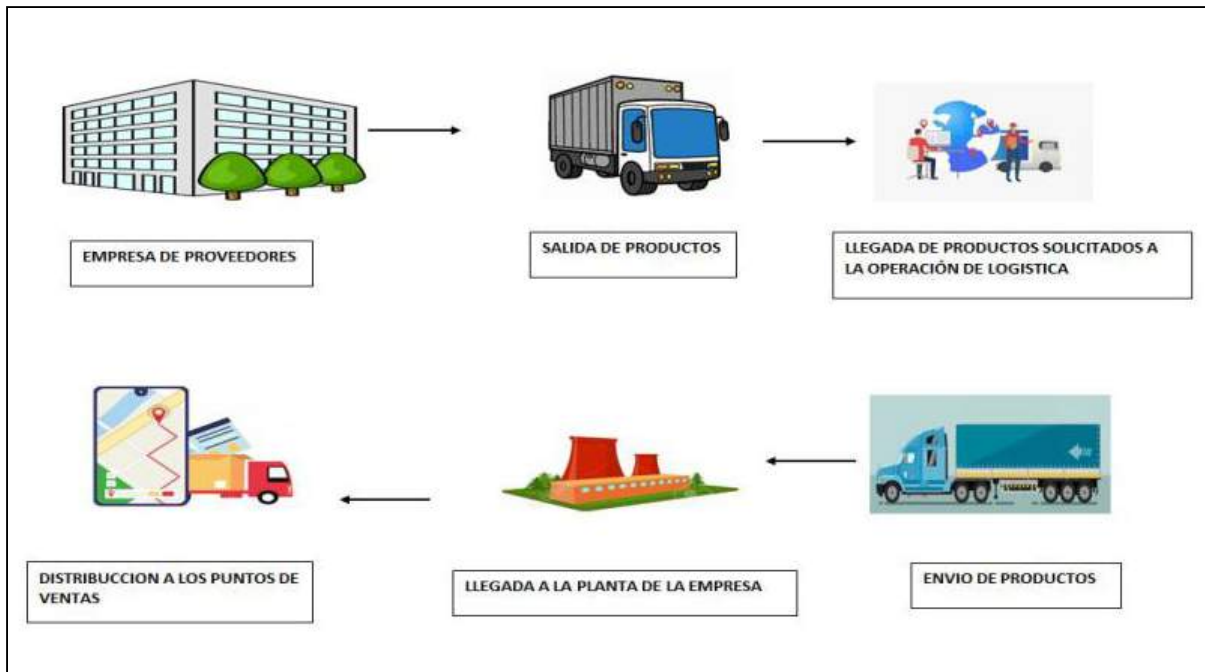 EMPRESA DE PROVEEDORES
SALIDA DE PRODUCTOS
LLEGADA DE PRODUCTOS SOLICITADOS A
LA OPERACIÓN DE LOGISTICA
DISTRIBUCCION A LOS PUNTOS DE
VENTAS
LLEGADA A LA PLANTA DE LA EMPRESA
ENVIO DE PRODUCTOS